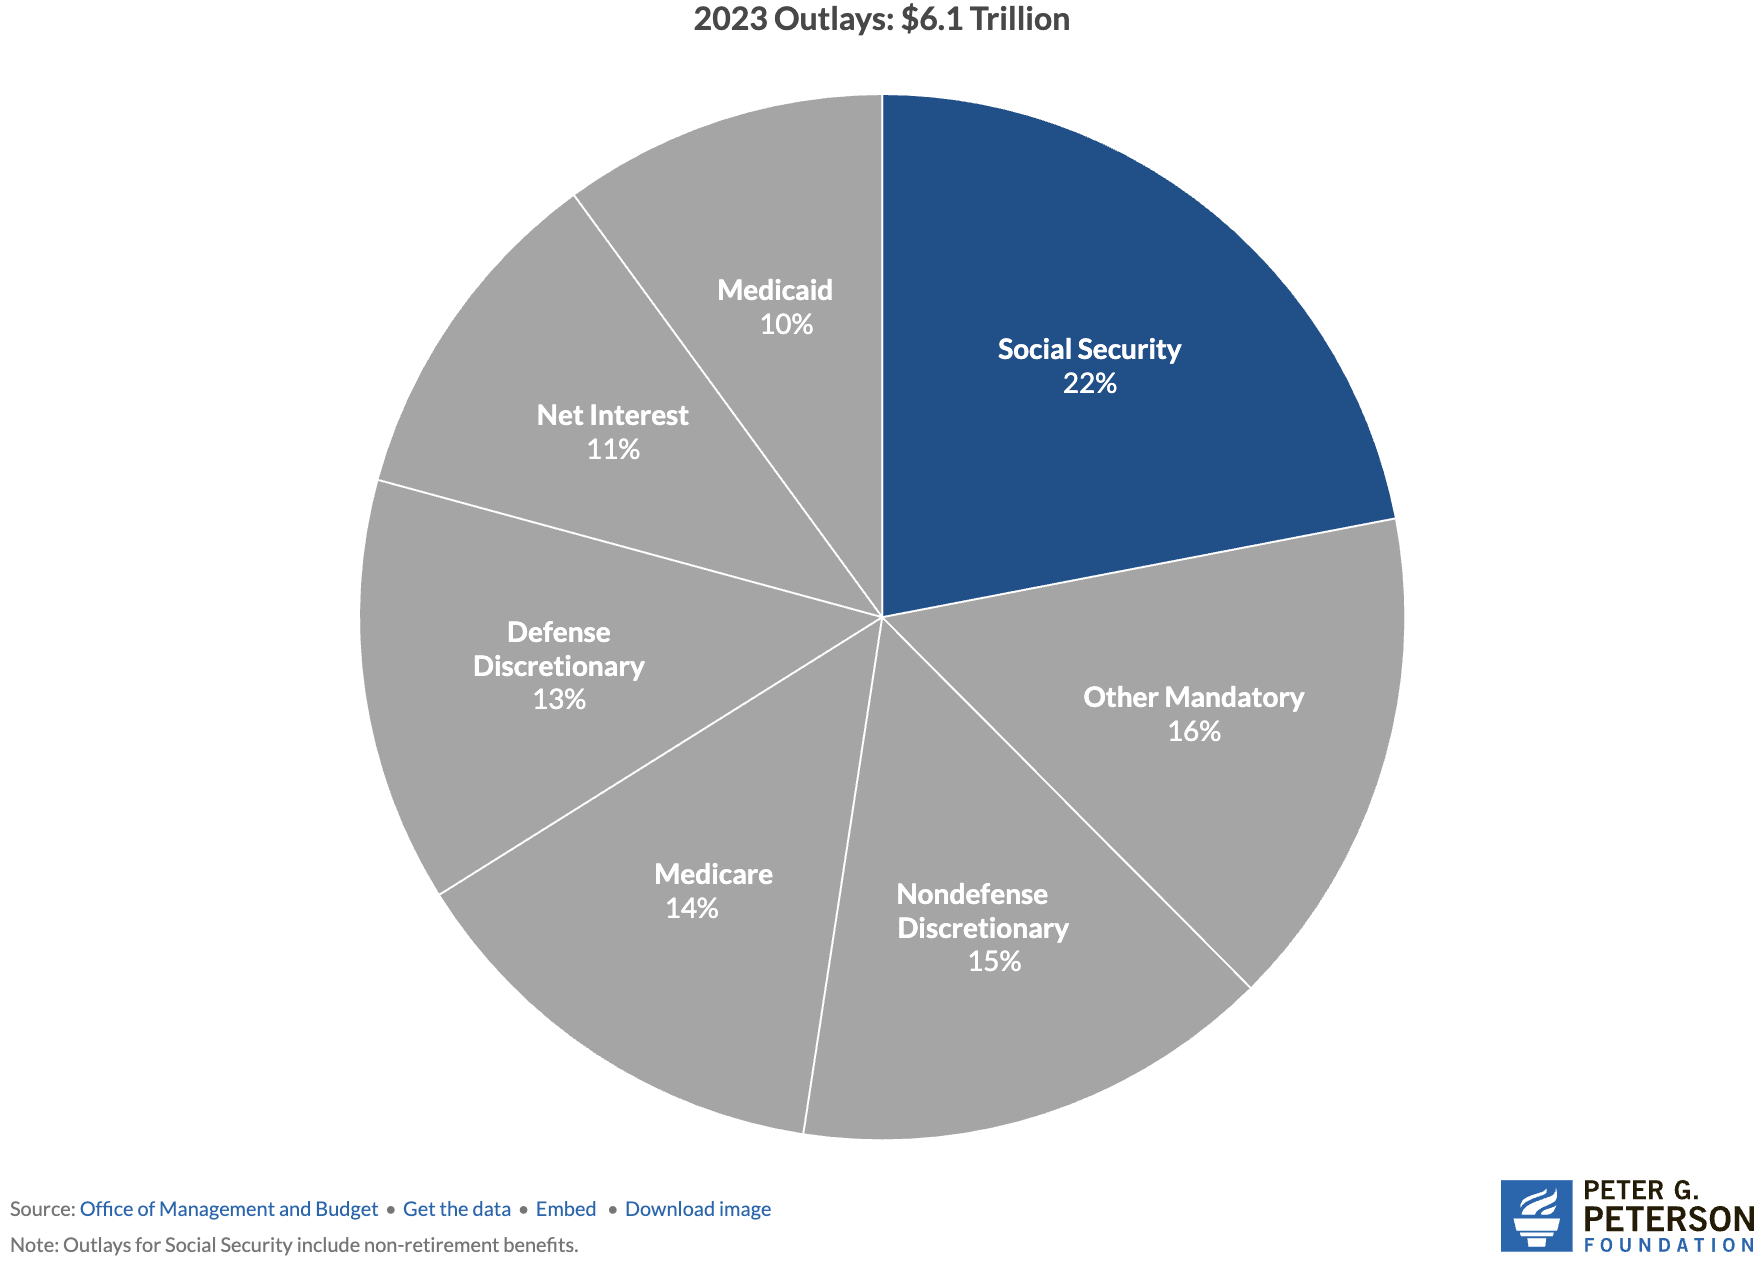 2023 Outlays: $6.1 Trillion
Medicaid
10%
Social Security
22%
Net Interest
11%
Defense
Discretionary
13%
Other Mandatory
16%
Medicare
14%
Nondefense
Discretionary
15%
Source: Office of Management and Budget • Get the data • Embed • Download image
Note: Outlays for Social Security include non-retirement benefits.
PETER G.
PETERSON
FOUNDATION